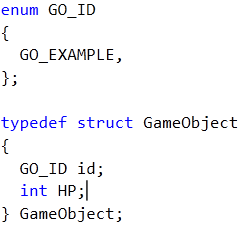 enum GO_ID
{
  GO_EXAMPLE,
};

typedef struct GameObject
{
  GO_ID id;
  int HP;
} GameObject;